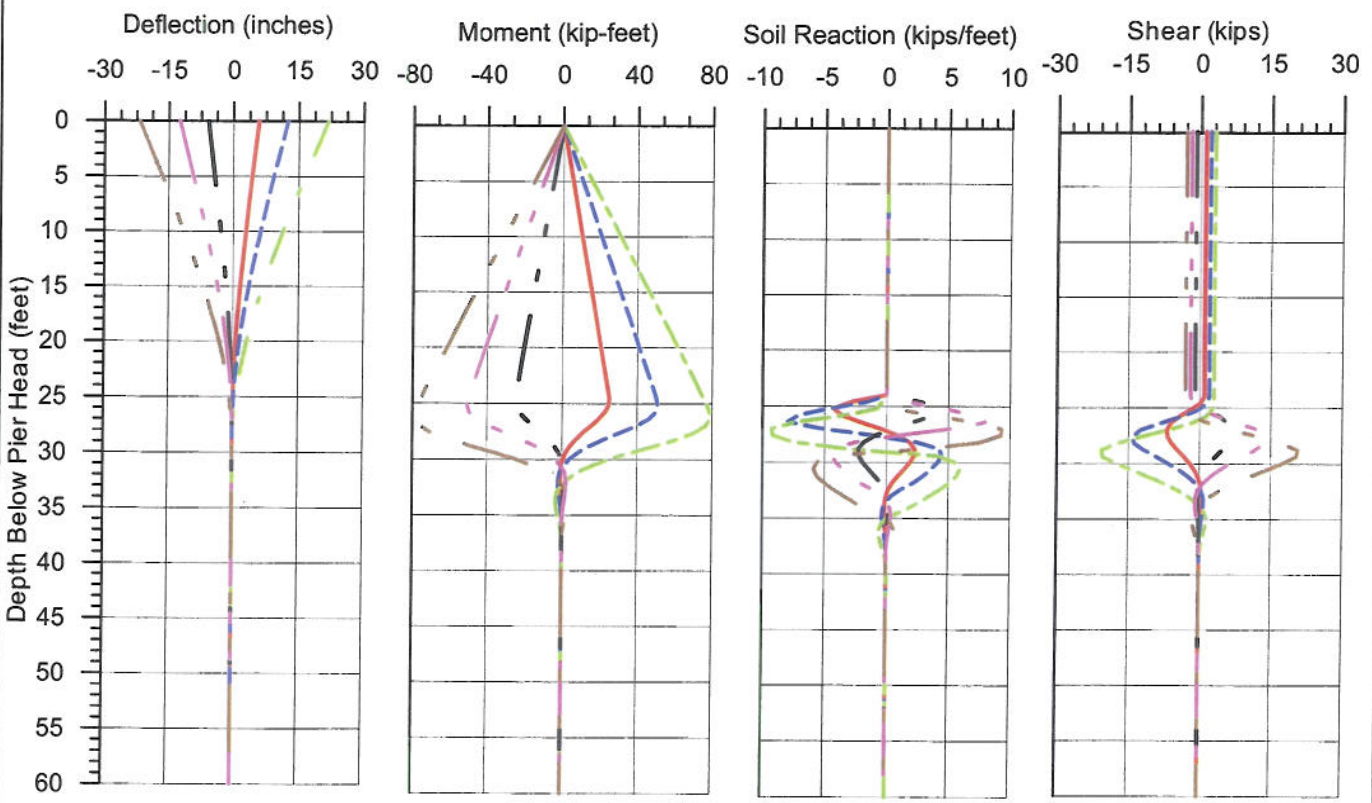 Deflection (inches)
-30 -15 0 15 30
Moment (kip-feet)
-80 -40 0 40 80
Soil Reaction (kips/feet)
-10 -5 0 5 10
Shear (kips)
-30 -15 0 15 30
Depth Below Pier Head (feet)
0
5
10
15
20
25
30
35
40
45
50
55
60